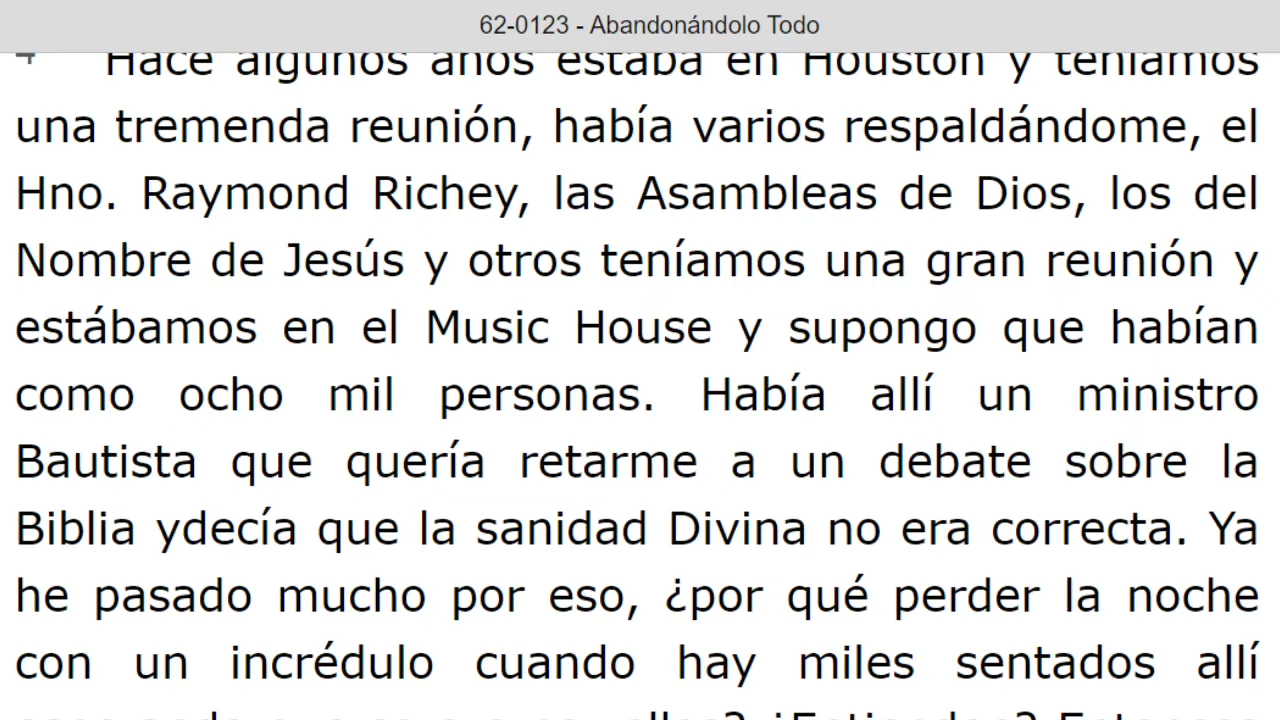 62-0123 - Abandonándolo Todo
4 Hace algunos años estaba en Houston y teníamos
una tremenda reunión, había varios respaldándome, el
Hno. Raymond Richey, las Asambleas de Dios, los del
Nombre de Jesús y otros teníamos una gran reunión y
estábamos en el Music House y supongo que habían
como ocho mil personas. Había allí un ministro
Bautista que quería retarme a un debate sobre la
Biblia ydecía que la sanidad Divina no era correcta. Ya
he pasado mucho por eso, ¿por qué perder la noche
con un incrédulo cuando hay miles sentados allí
ellos? ¿Entienden? Entonces